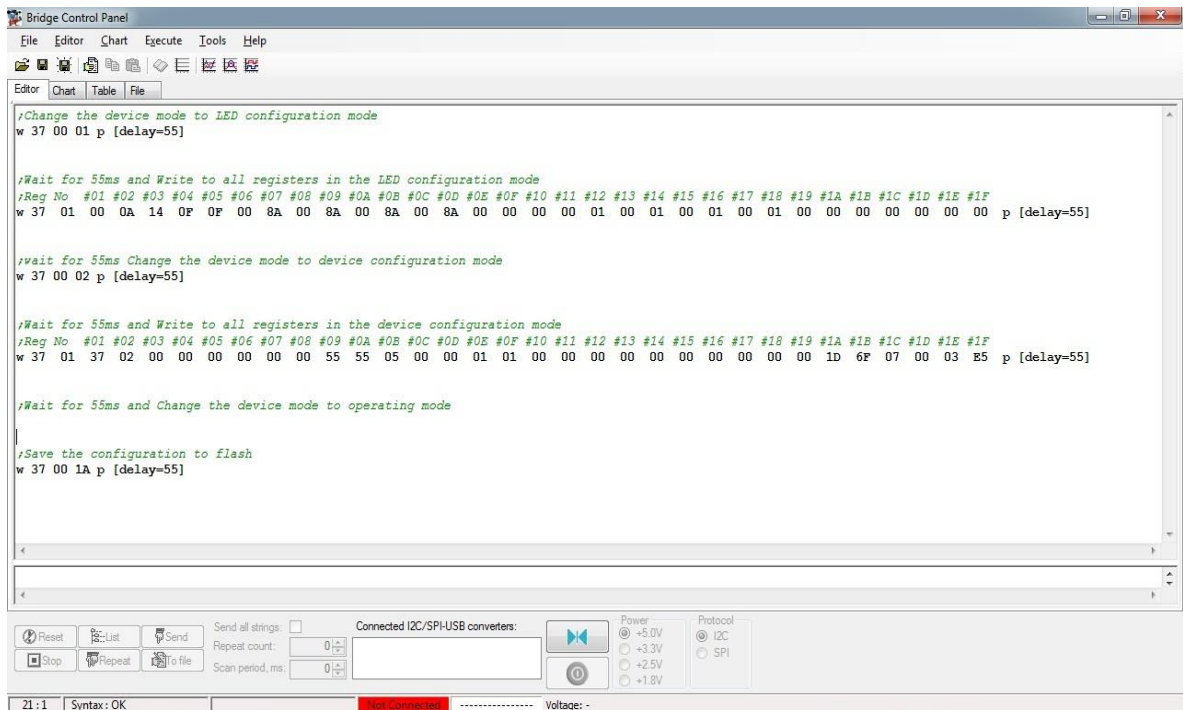 Bridge Control Panel
File Editor Chart Execute Tools Help
Editor Chart Table File
;Change the device mode to LED configuration mode
w 37 00 01 p [delay=55]
;Wait for 55ms and Write to all registers in the LED configuration mode
;Reg No #01 #02 #03 #04 #05 #06 #07 #08 #09 #0A #0B #0C #0D #0E #0F #10 #11 #12 #13 #14 #15 #16 #17 #18 #19 #1A #1B #1C #1D #1E #1F
w 37 01 00 0A 14 0F 0F 00 8A 00 8A 00 8A 00 8A 00 00 00 00 01 00 01 00 01 00 01 00 00 00 00 00 00 00 p [delay=55]
;wait for 55ms Change the device mode to device configuration mode
w 37 00 02 p [delay=55]
;Wait for 55ms and Write to all registers in the device configuration mode
;Reg No #01 #02 #03 #04 #05 #06 #07 #08 #09 #0A #0B #0C #0D #0E #0F #10 #11 #12 #13 #14 #15 #16 #17 #18 #19 #1A #1B #1C #1D #1E #1F
w 37 01 37 02 00 00 00 00 00 00 55 55 05 00 00 01 01 00 00 00 00 00 00 00 00 00 00 1D 6F 07 00 03 E5 p [delay=55]
;Wait for 55ms and Change the device mode to operating mode
;Save the configuration to flash
w 37 00 1A p [delay=55]
Reset List Send Send all strings: Connected I2C/SPI-USB converters: Power Protocol
+5.0V I2C
Repeat count: 0 +3.3V SPI
Stop Repeat To file Scan period, ms: 0 +2.5V
+1.8V
21:1 Syntax: OK Not Connected --------------- Voltage: -